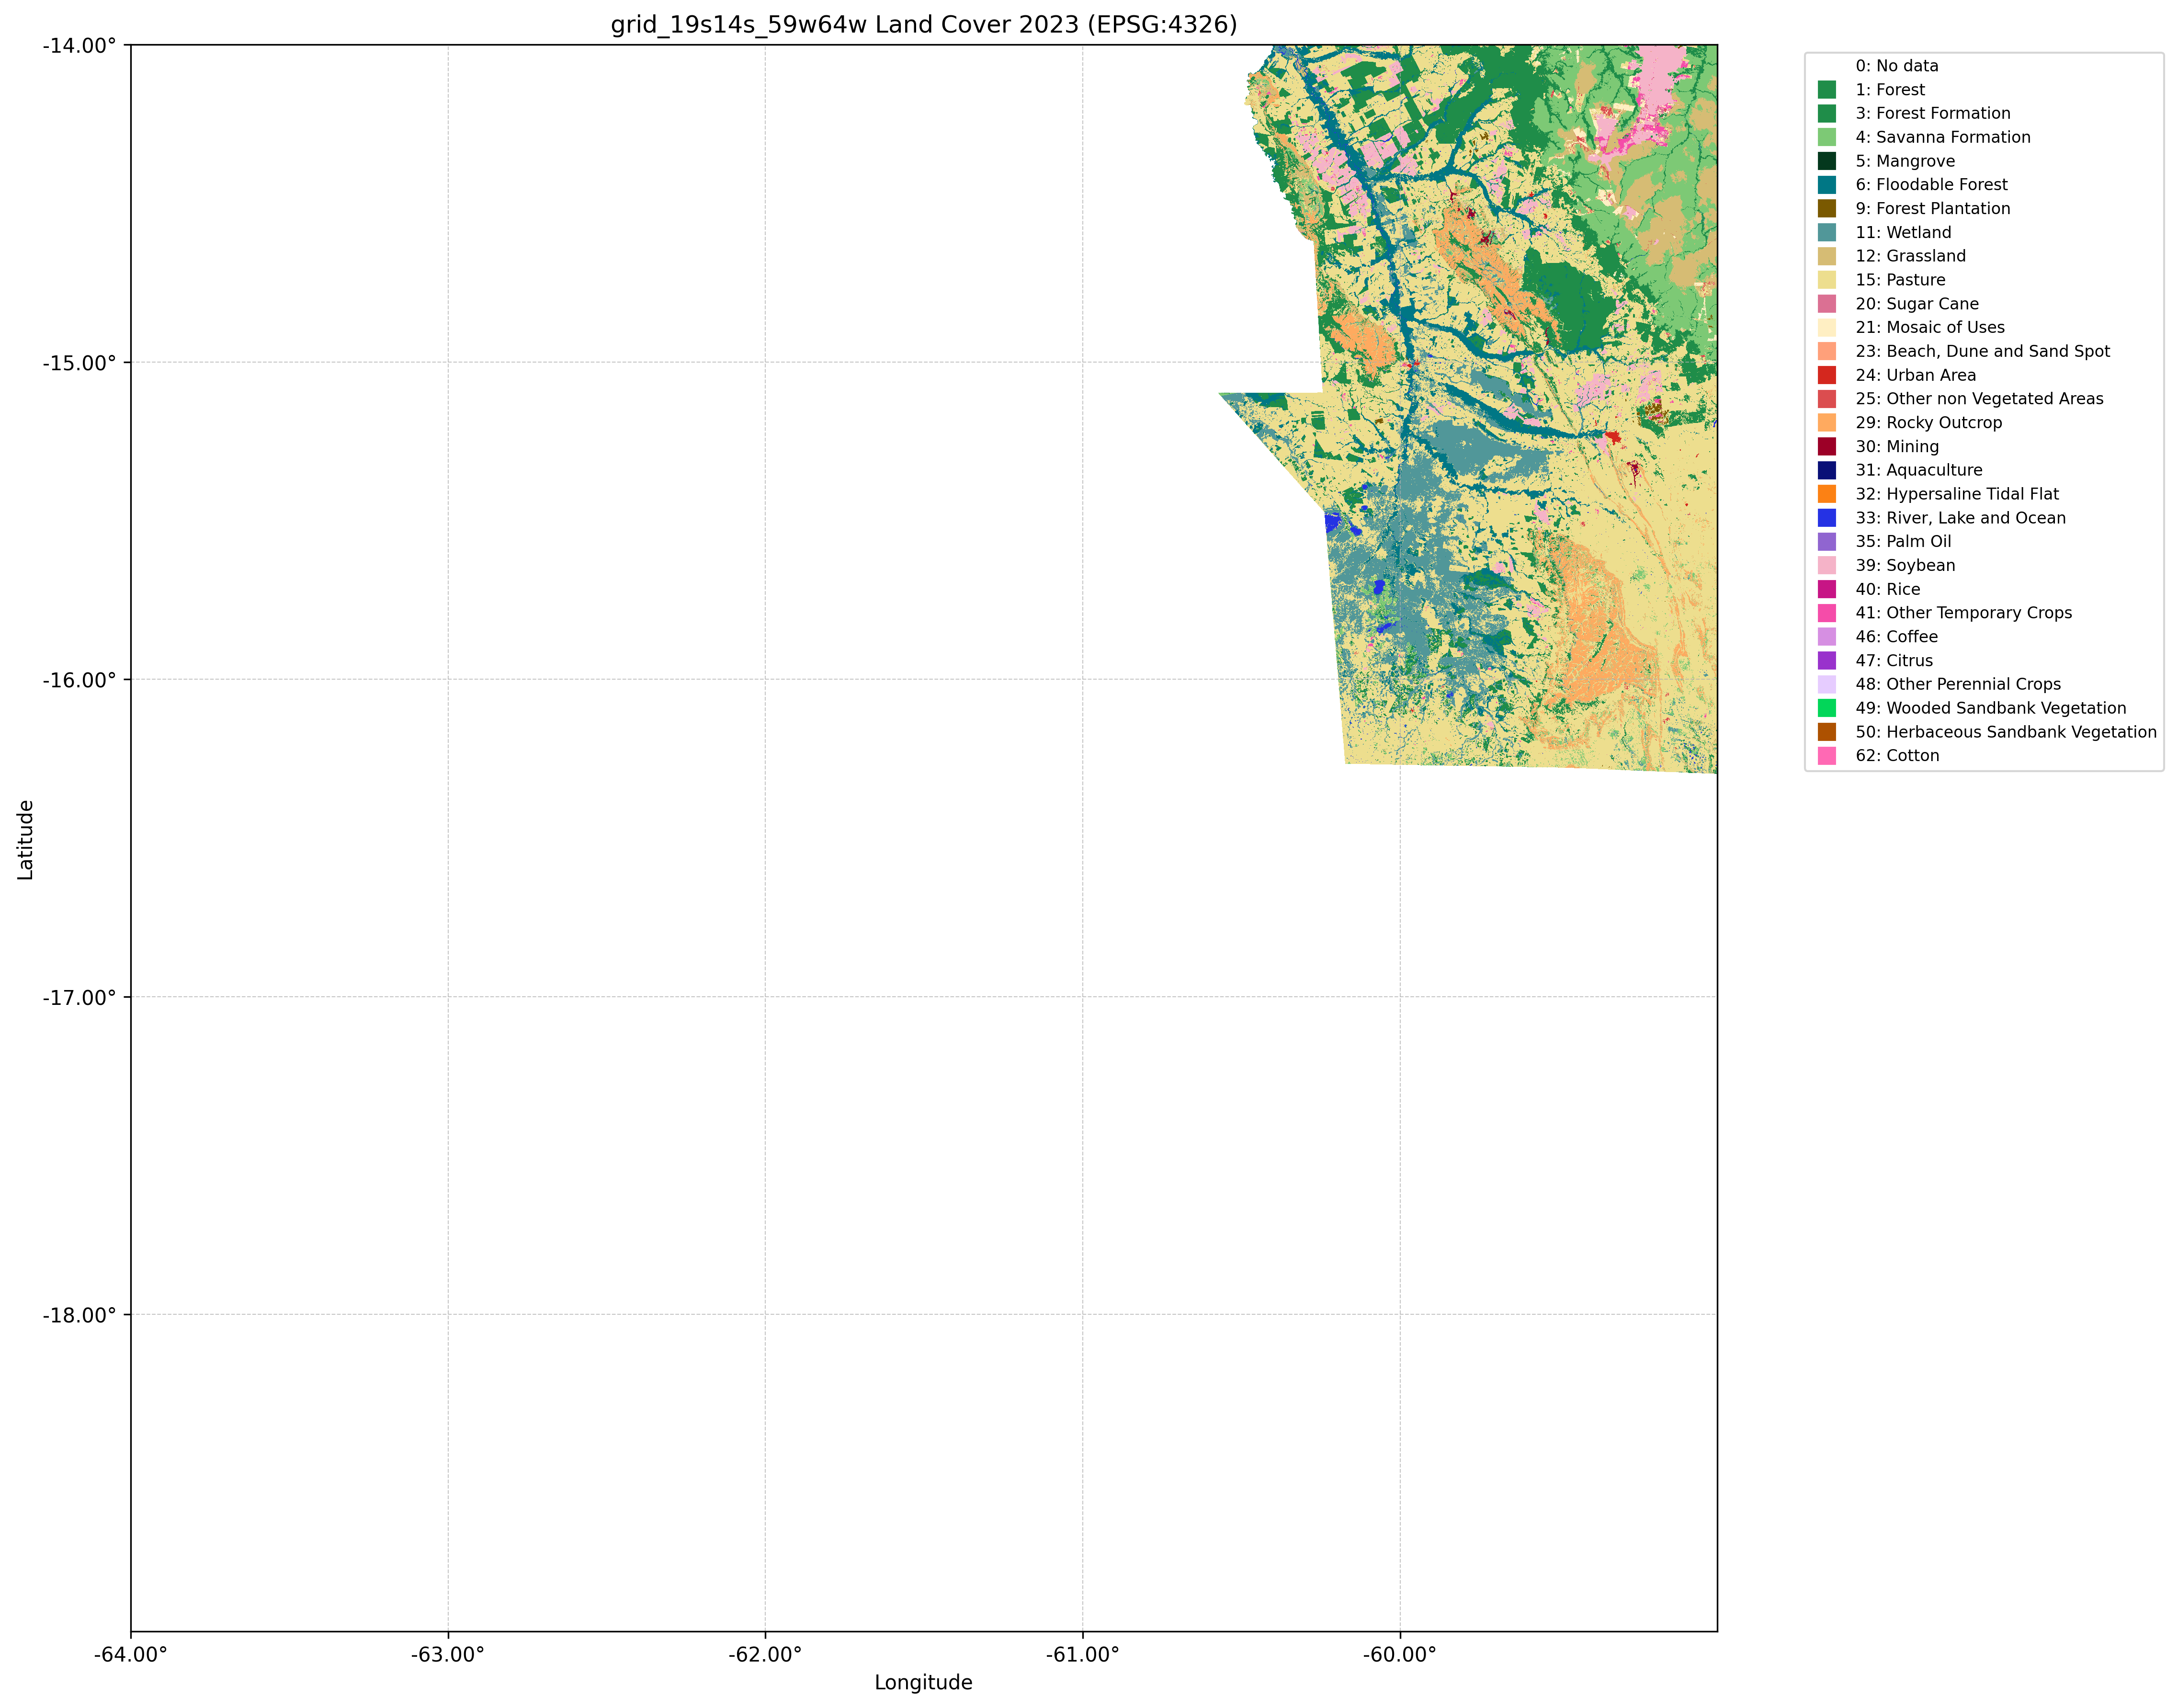 grid_19s14s_59w64w Land Cover 2023 (EPSG:4326)
-14.00°
-15.00°
-16.00°
-17.00°
-18.00°
Latitude
-64.00°
-63.00°
-62.00°
-61.00°
-60.00°
Longitude
0: No data
1: Forest
3: Forest Formation
4: Savanna Formation
5: Mangrove
6: Floodable Forest
9: Forest Plantation
11: Wetland
12: Grassland
15: Pasture
20: Sugar Cane
21: Mosaic of Uses
23: Beach, Dune and Sand Spot
24: Urban Area
25: Other non Vegetated Areas
29: Rocky Outcrop
30: Mining
31: Aquaculture
32: Hypersaline Tidal Flat
33: River, Lake and Ocean
35: Palm Oil
39: Soybean
40: Rice
41: Other Temporary Crops
46: Coffee
47: Citrus
48: Other Perennial Crops
49: Wooded Sandbank Vegetation
50: Herbaceous Sandbank Vegetation
62: Cotton